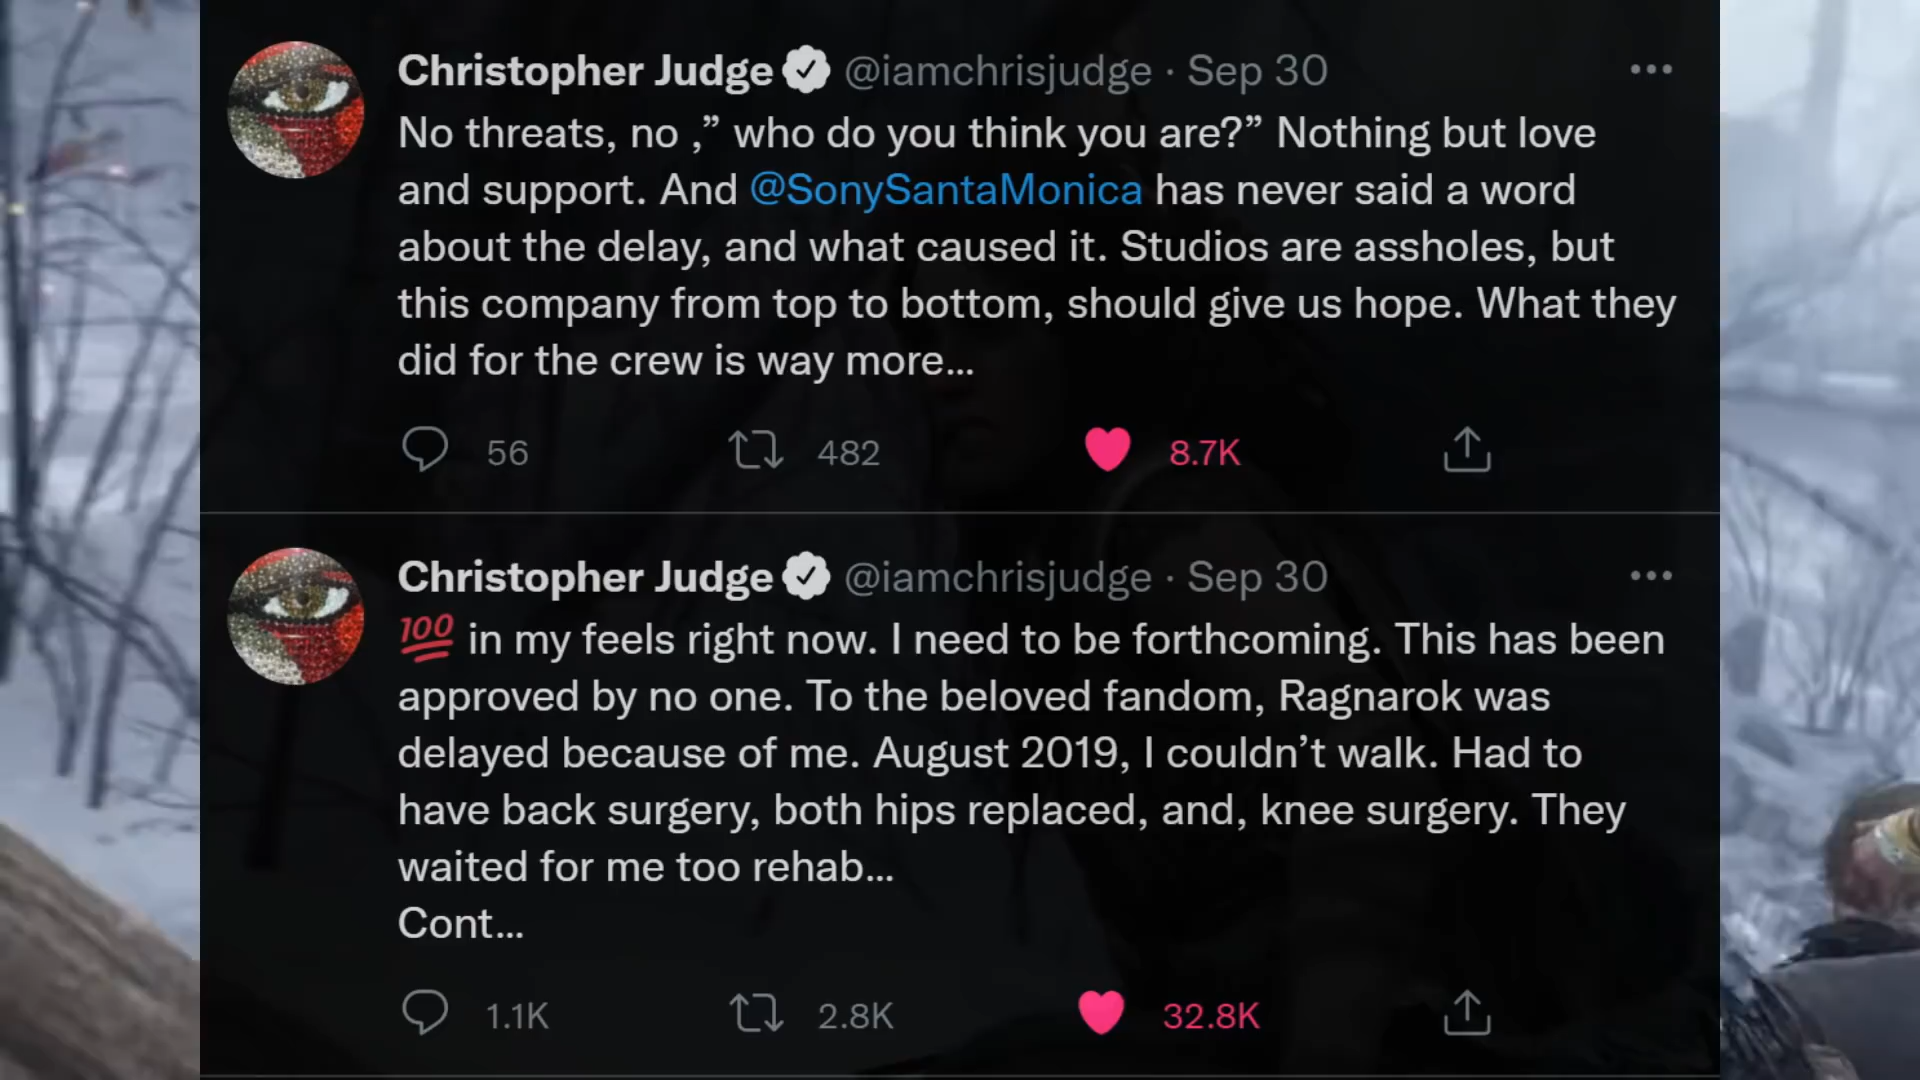 Christopher Judge @iamchrisjudge · Sep 30
No threats, no ,” who do you think you are?” Nothing but love
and support. And @SonySantaMonica has never said a word
about the delay, and what caused it. Studios are assholes, but
this company from top to bottom, should give us hope. What they
did for the crew is way more...
56 482 8.7K
Christopher Judge @iamchrisjudge · Sep 30
💯 in my feels right now. I need to be forthcoming. This has been
approved by no one. To the beloved fandom, Ragnarok was
delayed because of me. August 2019, I couldn’t walk. Had to
have back surgery, both hips replaced, and, knee surgery. They
waited for me too rehab...
Cont...
1.1K 2.8K 32.8K